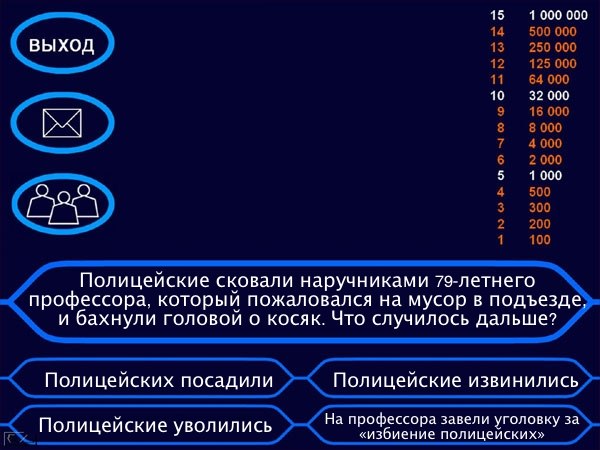 ВЫХОД
15 1 000 000
14 500 000
13 250 000
12 125 000
11 64 000
10 32 000
9 16 000
8 8 000
7 4 000
6 2 000
5 1 000
4 500
3 300
2 200
1 100
Полицейские сковали наручниками 79-летнего
профессора, который пожаловался на мусор в подъезде,
и бахнули головой о косяк. Что случилось дальше?
Полицейских посадили
Полицейские извинились
Полицейские уволились
На профессора завели уголовку за
«избиение полицейских»